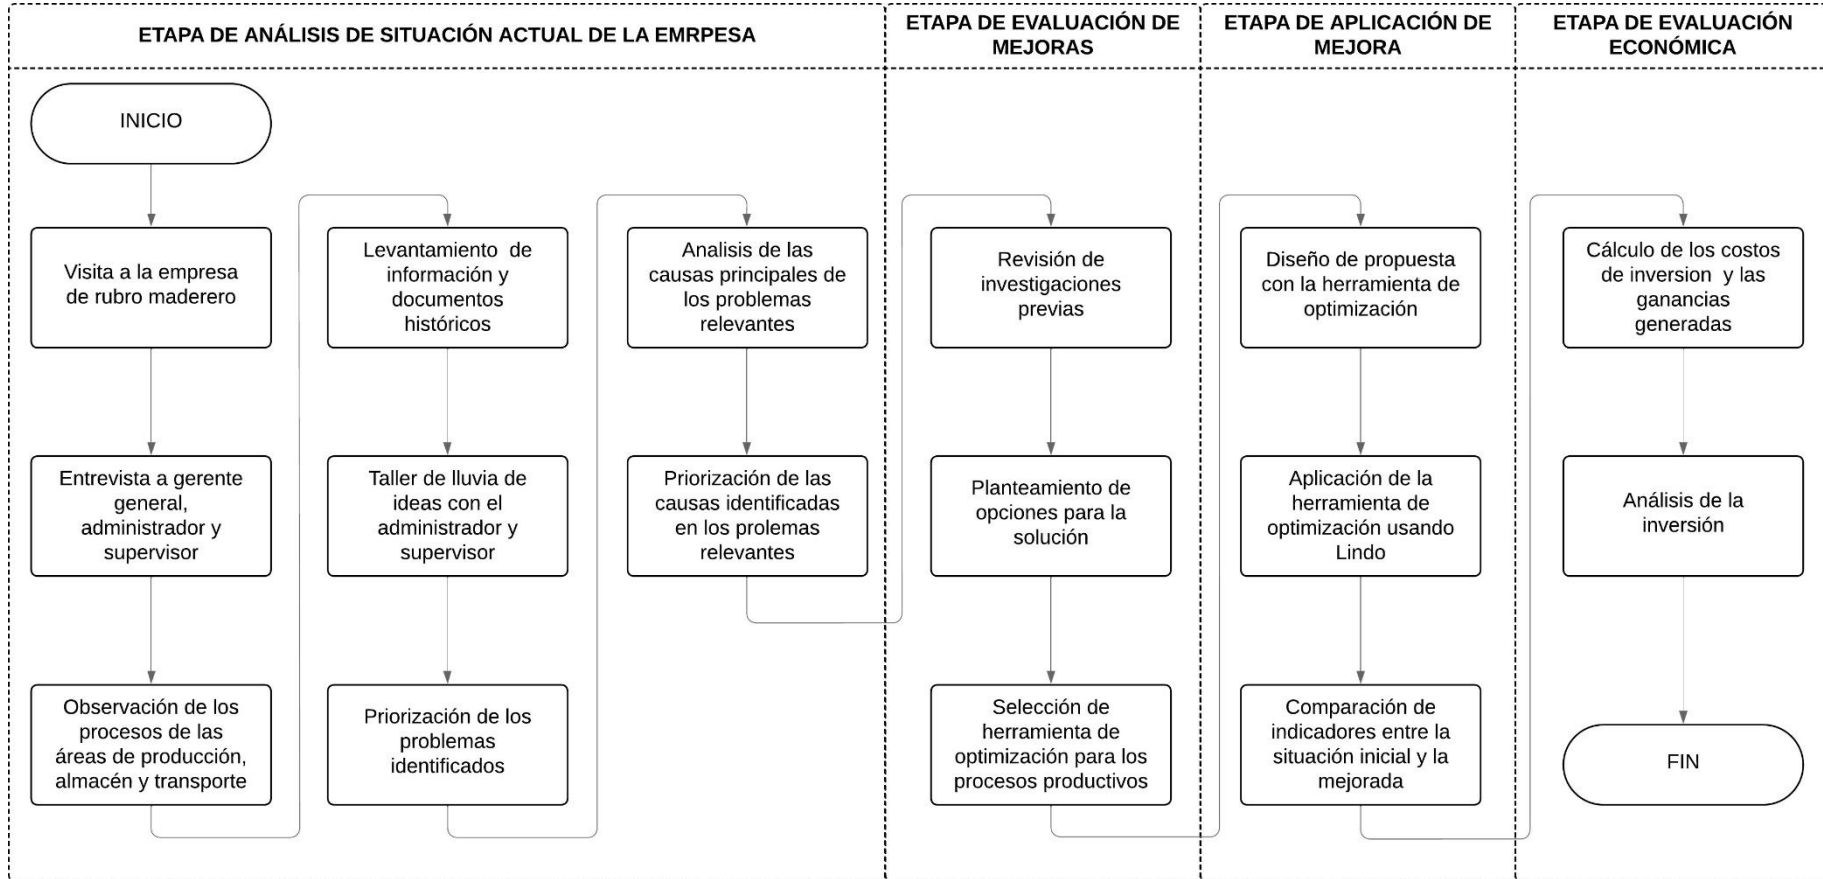 ETAPA DE ANÁLISIS DE SITUACIÓN ACTUAL DE LA EMRPESA
ETAPA DE EVALUACIÓN DE
MEJORAS
ETAPA DE APLICACIÓN DE
MEJORA
ETAPA DE EVALUACIÓN
ECONÓMICA
INICIO
Visita a la empresa
de rubro maderero
Entrevista a gerente
general,
administrador y
supervisor
Observación de los
procesos de las
áreas de producción,
almacén y transporte
Levantamiento de
información y
documentos
históricos
Taller de lluvia de
ideas con el
administrador y
supervisor
Priorización de los
problemas
identificados
Analisis de las
causas principales de
los problemas
relevantes
Priorización de las
causas identificadas
en los prolemas
relevantes
Revisión de
investigaciones
previas
Planteamiento de
opciones para la
solución
Selección de
herramienta de
optimización para los
procesos productivos
Diseño de propuesta
con la herramienta de
optimización
Aplicación de la
herramienta de
optimización usando
Lindo
Comparación de
indicadores entre la
situación inicial y la
mejorada
Cálculo de los costos
de inversion y las
ganancias
generadas
Análisis de la
inversión
FIN